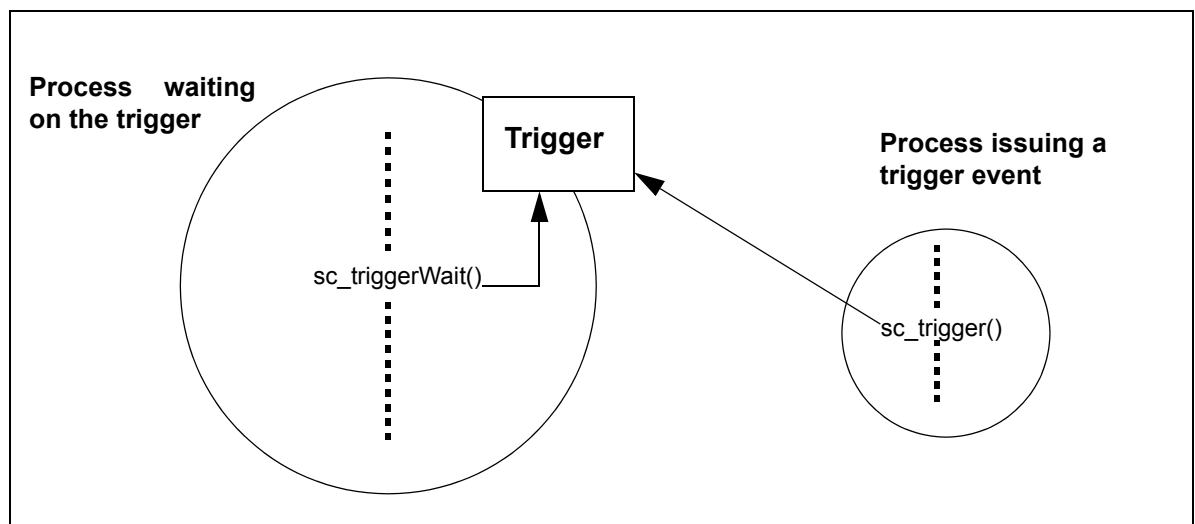 Process waiting
on the trigger
Trigger
Process issuing a
trigger event
sc_triggerWait()
sc_trigger()